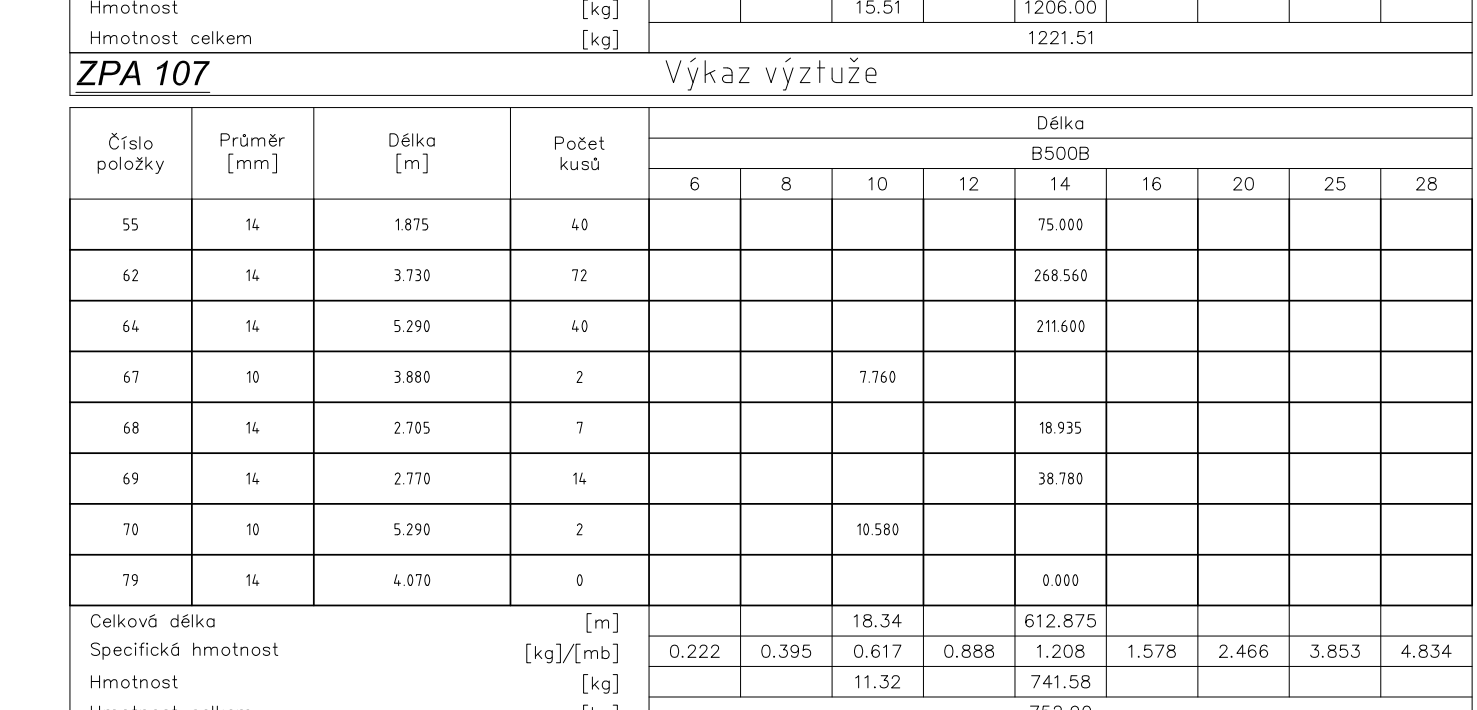 Hmotnost [kg] 15.51 1206.00
Hmotnost celkem [kg] 1221.51
ZPA 107 Výkaz výztuže
Číslo položky Průměr [mm] Délka [m] Počet kusů Délka
B500B
6 8 10 12 14 16 20 25 28
55 14 1.875 40 75.000
62 14 3.730 72 268.560
64 14 5.290 40 211.600
67 10 3.880 2 7.760
68 14 2.705 7 18.935
69 14 2.770 14 38.780
70 10 5.290 2 10.580
79 14 4.070 0 0.000
Celková délka [m] 18.34 612.875
Specifická hmotnost [kg]/[mb] 0.222 0.395 0.617 0.888 1.208 1.578 2.466 3.853 4.834
Hmotnost [kg] 11.32 741.58